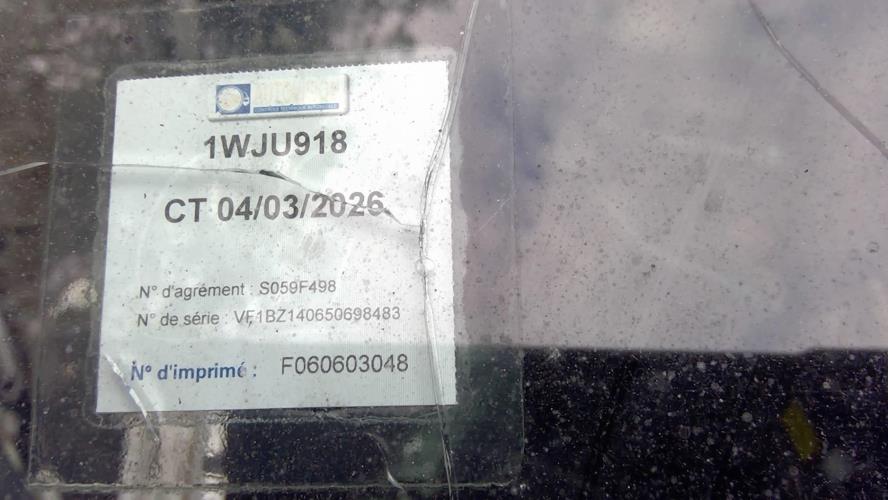 1WJU918
CT 04/03/2026
N° d'agrément : S059F498
N° de série : VF1BZ140650698483
N° d'imprimé : F060603048